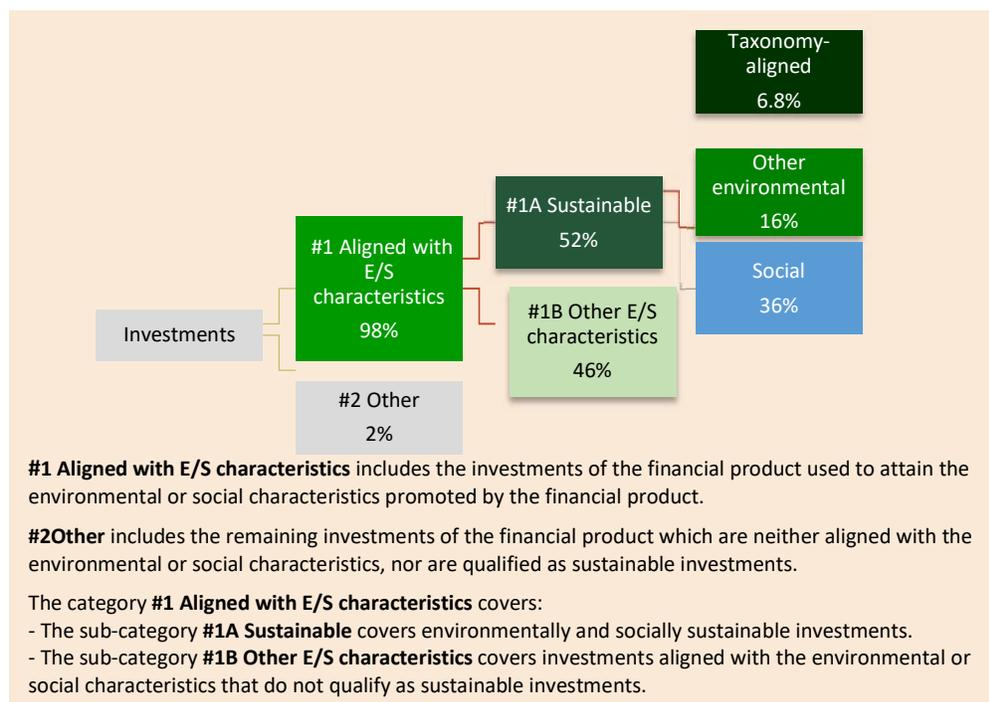 Taxonomy-
aligned
6.8%
Other
environmental
16%
#1A Sustainable
52%
#1 Aligned with
E/S
characteristics
98%
Social
36%
#1B Other E/S
characteristics
46%
Investments
#2 Other
2%
#1 Aligned with E/S characteristics includes the investments of the financial product used to attain the
environmental or social characteristics promoted by the financial product.
#2Other includes the remaining investments of the financial product which are neither aligned with the
environmental or social characteristics, nor are qualified as sustainable investments.
The category #1 Aligned with E/S characteristics covers:
- The sub-category #1A Sustainable covers environmentally and socially sustainable investments.
- The sub-category #1B Other E/S characteristics covers investments aligned with the environmental or
social characteristics that do not qualify as sustainable investments.